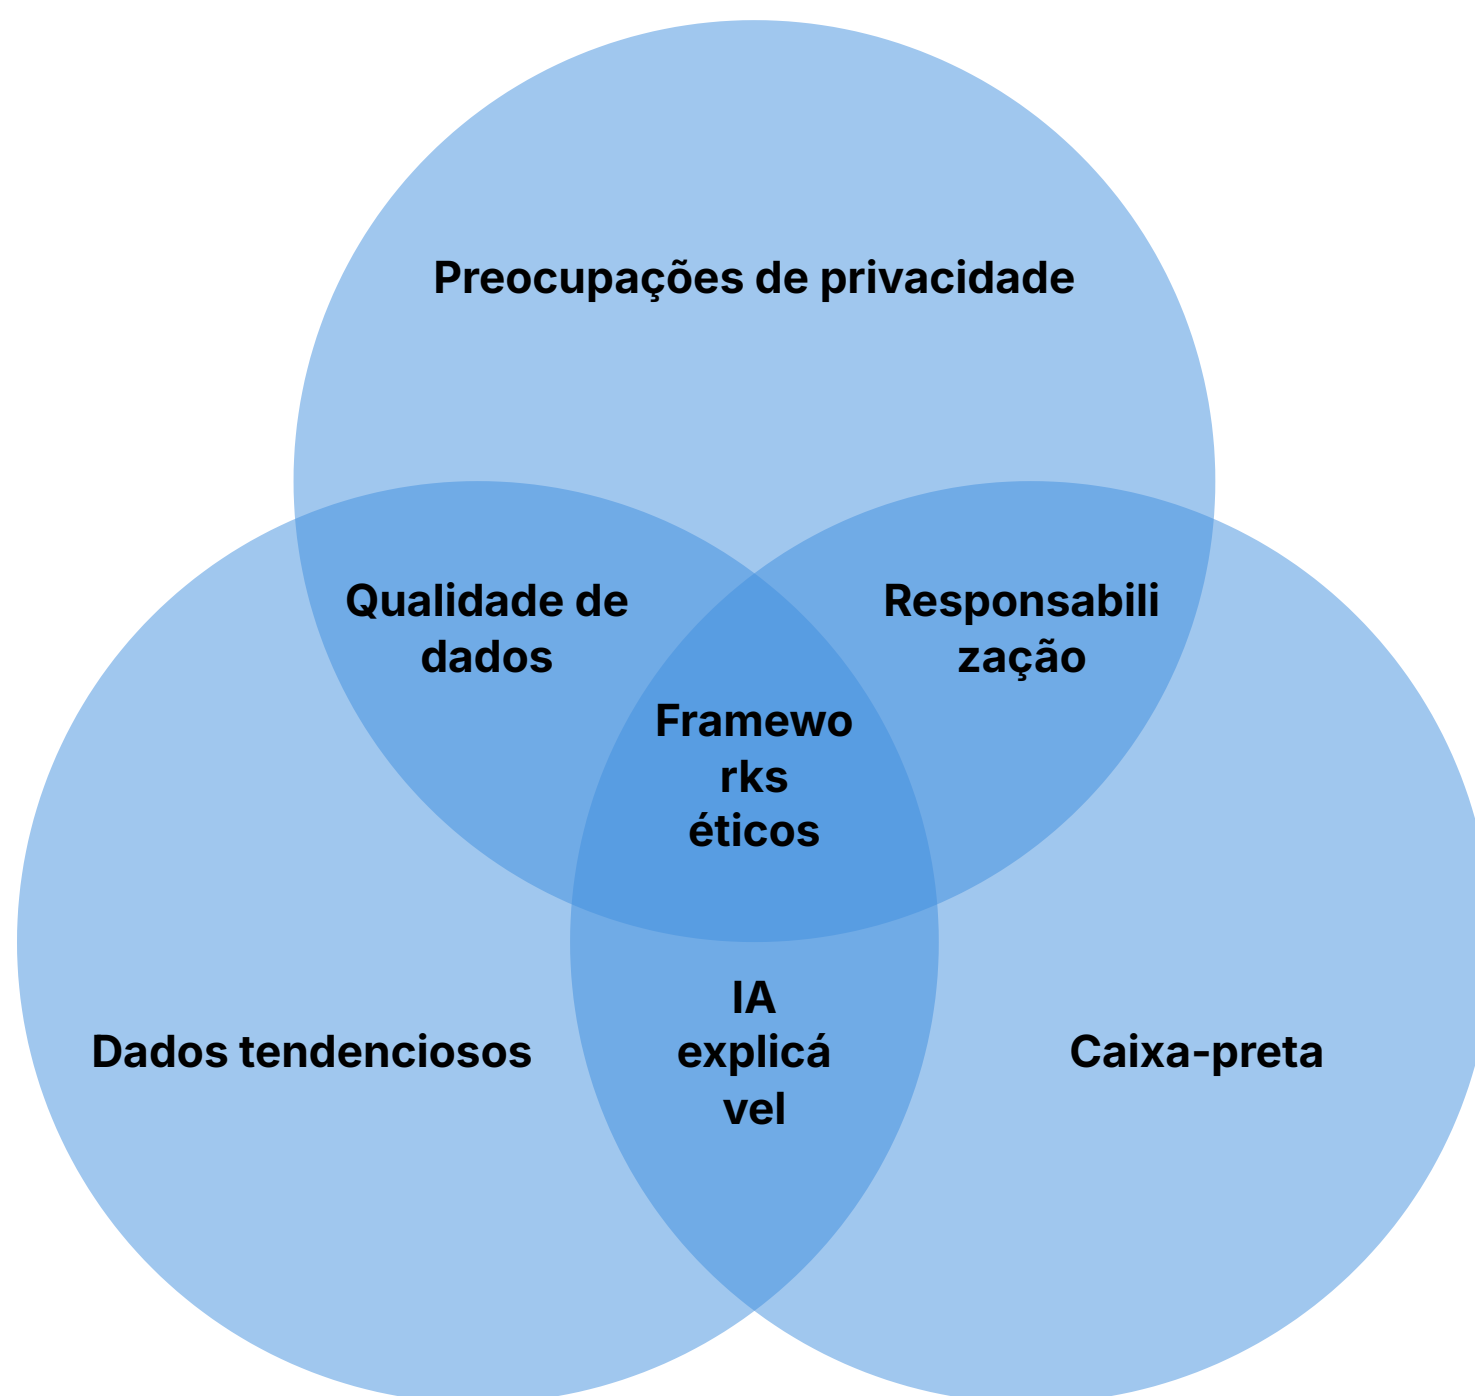 Preocupações de privacidade
Qualidade de
dados
Responsabili
zação
Framewo
rks
éticos
Dados tendenciosos
IA
explicá
vel
Caixa-preta